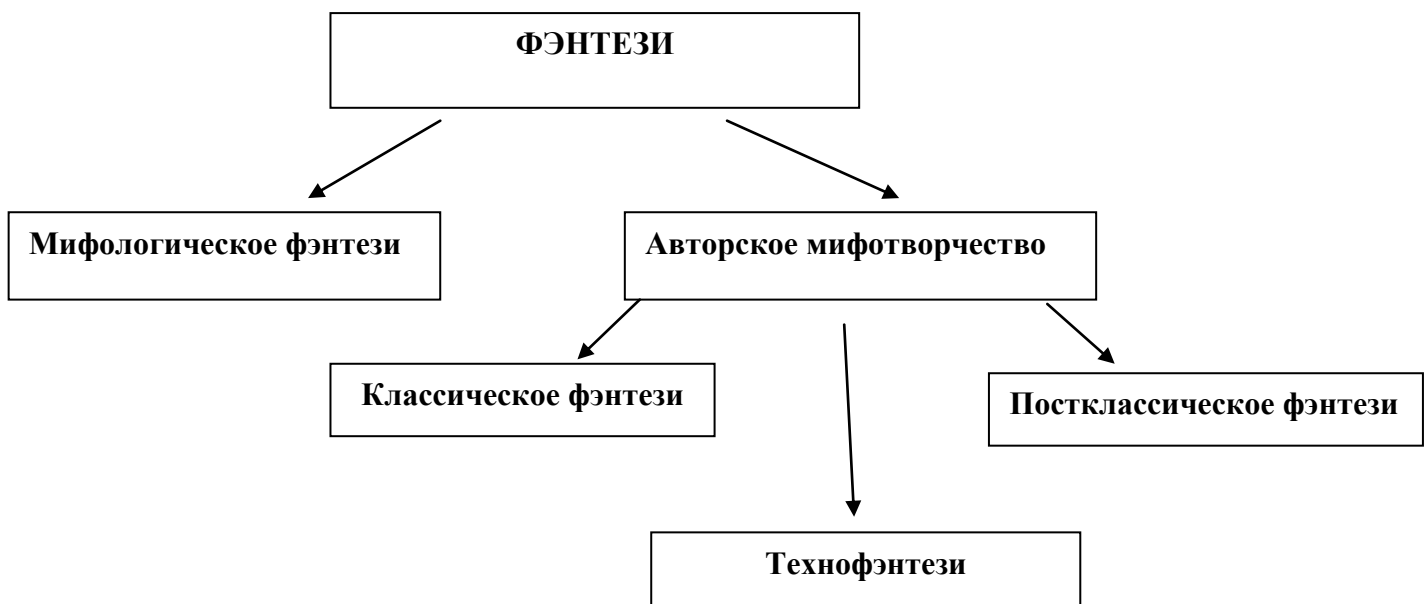 ФЭНТЕЗИ
Мифологическое фэнтези
Авторское мифотворчество
Классическое фэнтези
Постклассическое фэнтези
Технофэнтези